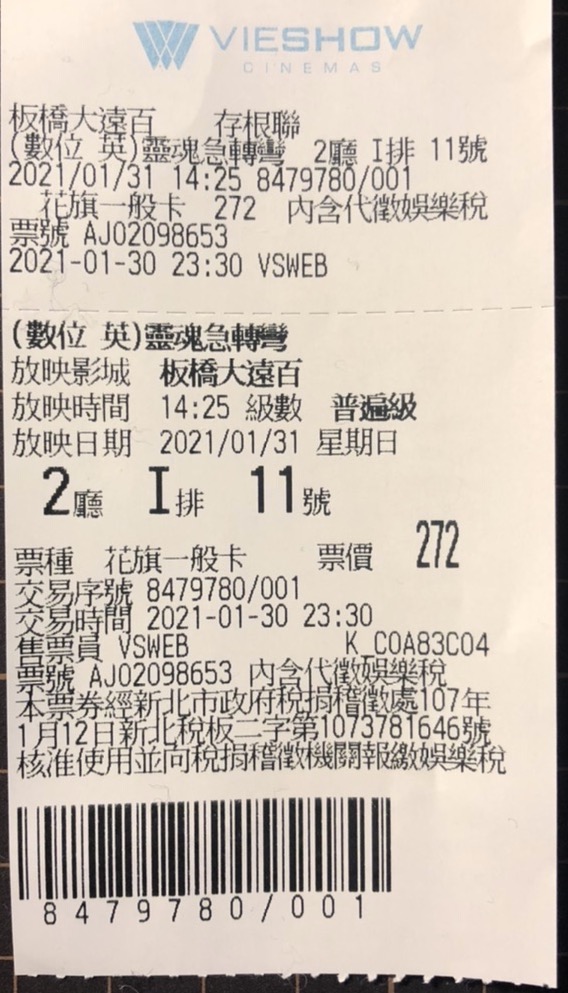 VIESHOW
CINEMAS
板橋大遠百 存根聯
(數位 英)靈魂急轉彎 2廳 I排 11號
2021/01/31 14:25 8479780/001
花旗一般卡 272 內含代徵娛樂稅
票號 AJ02098653
2021-01-30 23:30 VSWEB
(數位 英)靈魂急轉彎
放映影城 板橋大遠百
放映時間 14:25 級數 普遍級
放映日期 2021/01/31 星期日
2廳 I排 11號
票種 花旗一般卡 票價 272
交易序號 8479780/001
交易時間 2021-01-30 23:30
售票員 VSWEB K_COA83C04
票號 AJ02098653 內含代徵娛樂稅
本票券經新北市政府稅捐稽徵處107年
1月12日新北稅板二字第1073781646號
核准使用並向稅捐稽徵機關報繳娛樂稅
8479780/001